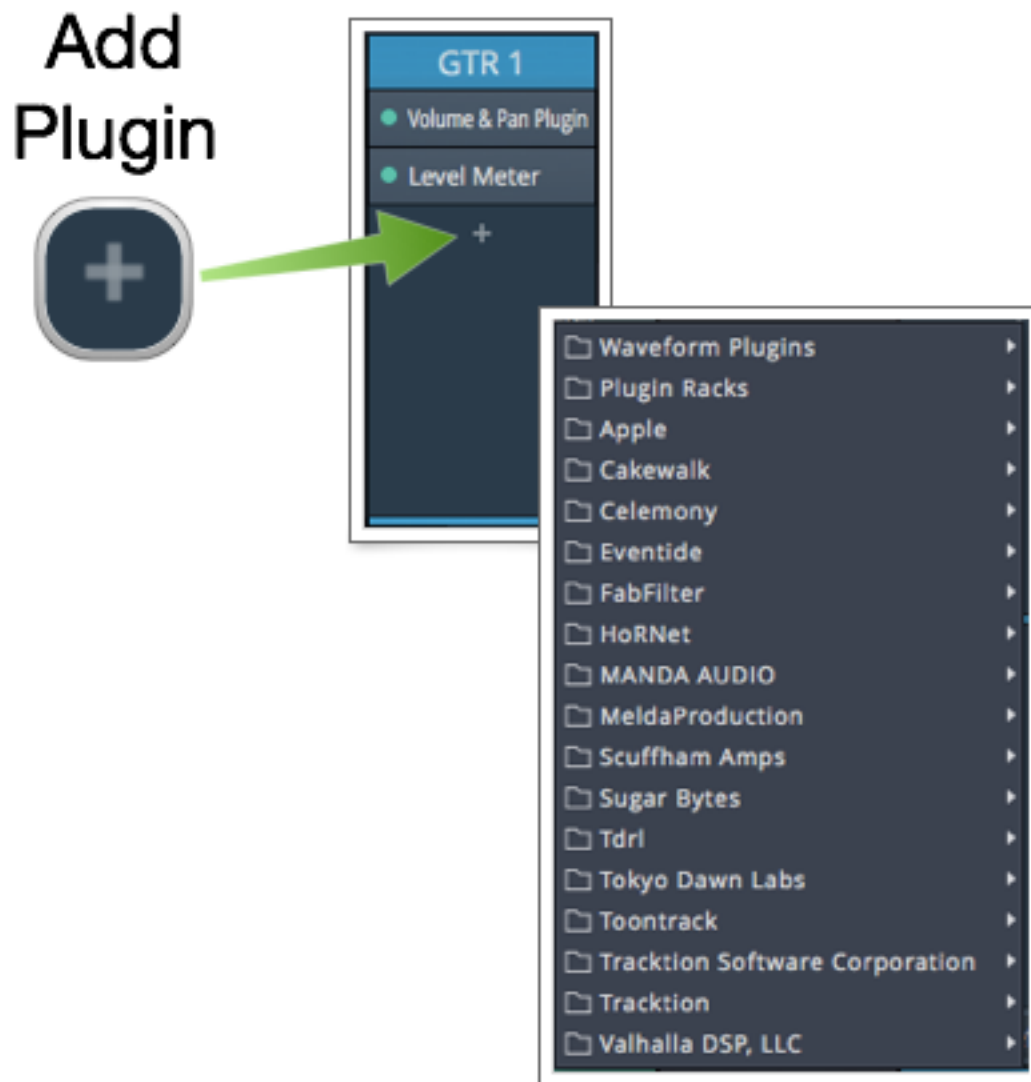 Add
Plugin
GTR 1
Volume & Pan Plugin
Level Meter
+
+
Waveform Plugins
Plugin Racks
Apple
Cakewalk
Celemony
Eventide
FabFilter
HoRNet
MANDA AUDIO
MeldaProduction
Scuffham Amps
Sugar Bytes
Tdrl
Tokyo Dawn Labs
Toontrack
Tracktion Software Corporation
Tracktion
Valhalla DSP, LLC